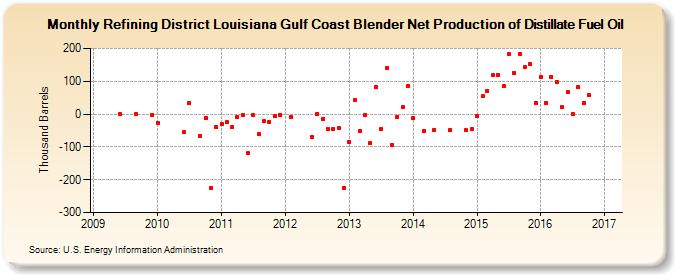 Monthly Refining District Louisiana Gulf Coast Blender Net Production of Distillate Fuel Oil
Thousand Barrels
200
100
0
-100
-200
-300
2009 2010 2011 2012 2013 2014 2015 2016 2017
Source: U.S. Energy Information Administration